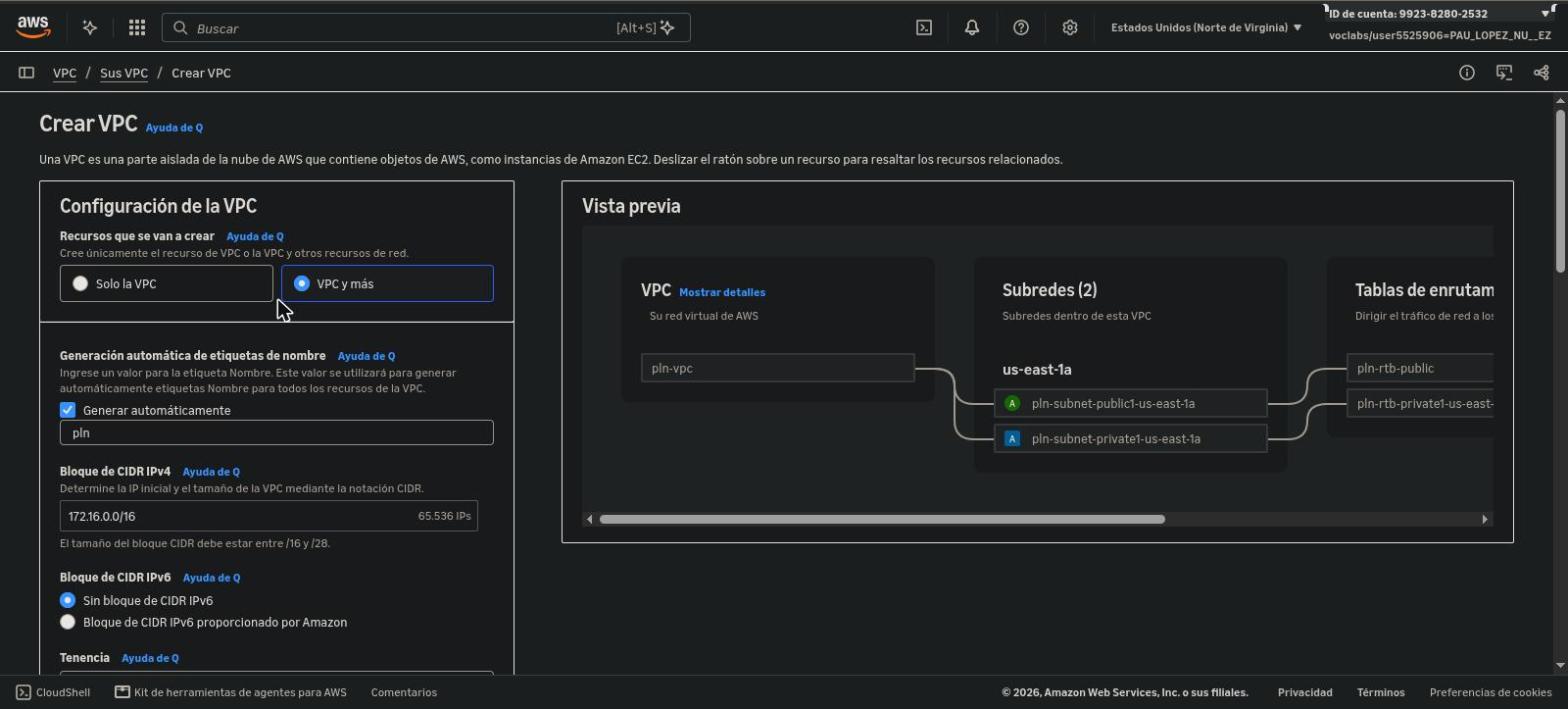 aws
Buscar
[Alt+S]
Estados Unidos (Norte de Virginia)
ID de cuenta: 9923-8280-2532
voclabs/user5525906=PAU_LOPEZ_NU__EZ
VPC / Sus VPC / Crear VPC
Crear VPC Ayuda de Q
Una VPC es una parte aislada de la nube de AWS que contiene objetos de AWS, como instancias de Amazon EC2. Deslizar el ratón sobre un recurso para resaltar los recursos relacionados.
Configuración de la VPC
Recursos que se van a crear Ayuda de Q
Cree únicamente el recurso de VPC o la VPC y otros recursos de red.
Solo la VPC
VPC y más
Generación automática de etiquetas de nombre Ayuda de Q
Ingrese un valor para la etiqueta Nombre. Este valor se utilizará para generar
automáticamente etiquetas Nombre para todos los recursos de la VPC.
Generar automáticamente
pln
Bloque de CIDR IPv4 Ayuda de Q
Determine la IP inicial y el tamaño de la VPC mediante la notación CIDR.
172.16.0.0/16 65.536 IPs
El tamaño del bloque CIDR debe estar entre /16 y /28.
Bloque de CIDR IPv6 Ayuda de Q
Sin bloque de CIDR IPv6
Bloque de CIDR IPv6 proporcionado por Amazon
Tenencia Ayuda de Q
Vista previa
VPC Mostrar detalles
Su red virtual de AWS
pln-vpc
Subredes (2)
Subredes dentro de esta VPC
us-east-1a
A pln-subnet-public1-us-east-1a
A pln-subnet-private1-us-east-1a
Tablas de enrutam
Dirigir el tráfico de red a los
pln-rtb-public
pln-rtb-private1-us-east-
CloudShell
Kit de herramientas de agentes para AWS
Comentarios
© 2026, Amazon Web Services, Inc. o sus filiales.
Privacidad
Términos
Preferencias de cookies